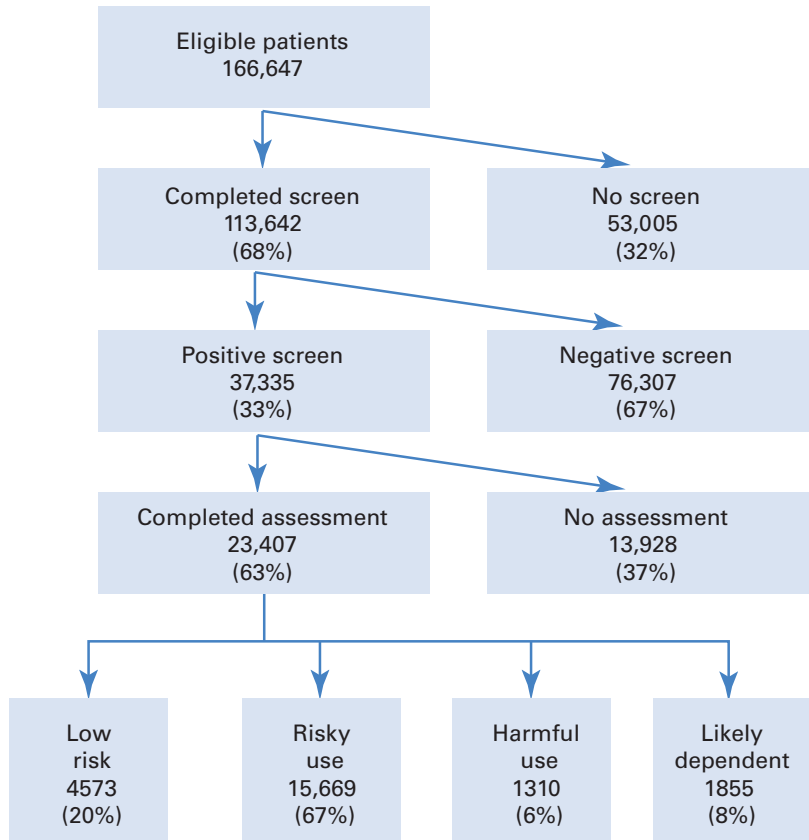 Eligible patients
166,647
Completed screen
113,642
(68%)
No screen
53,005
(32%)
Positive screen
37,335
(33%)
Negative screen
76,307
(67%)
Completed assessment
23,407
(63%)
No assessment
13,928
(37%)
Low
risk
4573
(20%)
Risky
use
15,669
(67%)
Harmful
use
1310
(6%)
Likely
dependent
1855
(8%)